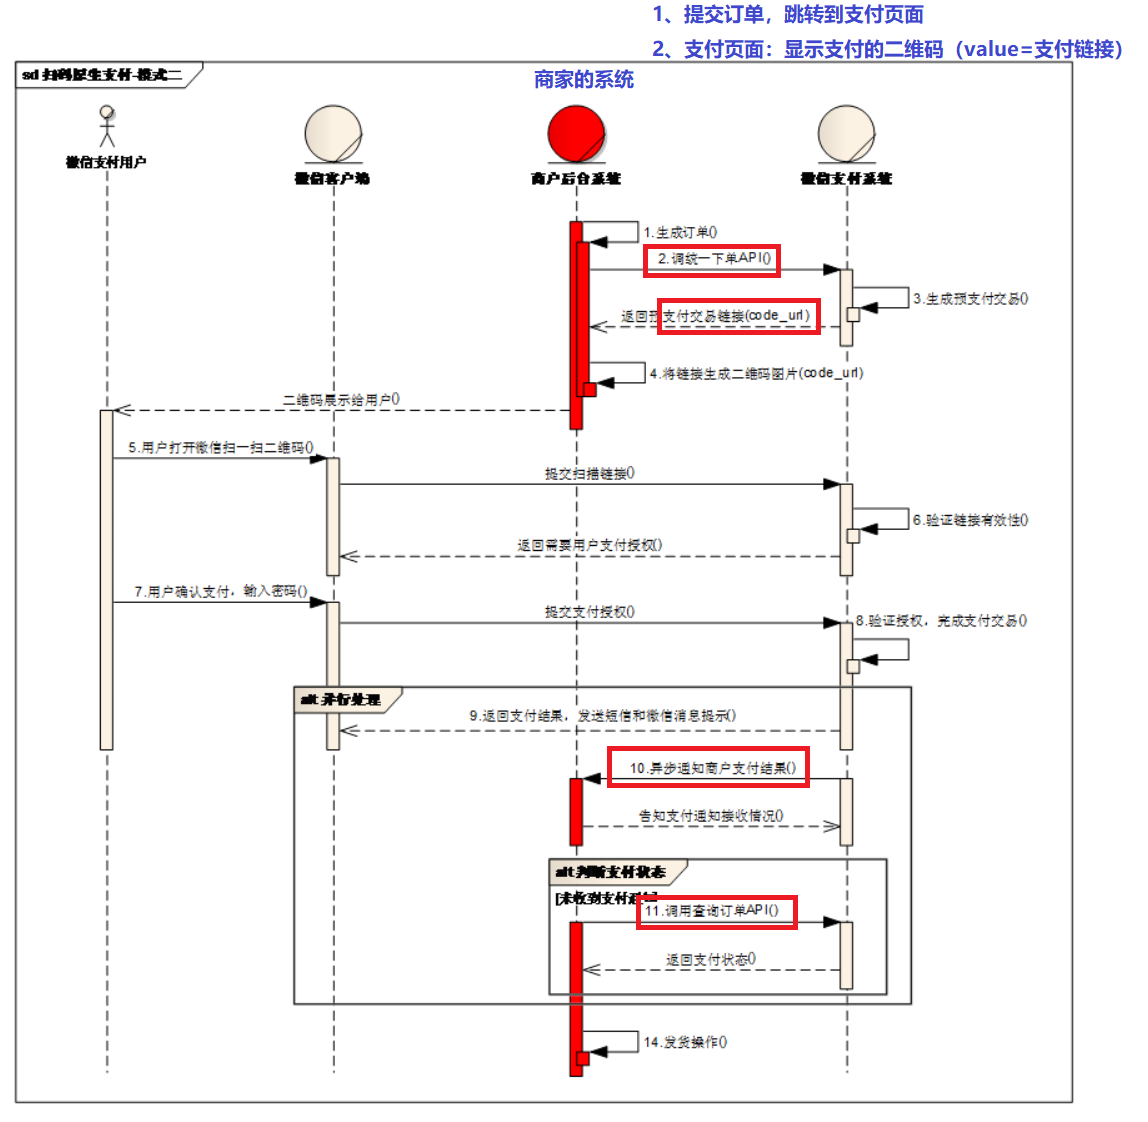 1、提交订单，跳转到支付页面
2、支付页面：显示支付的二维码（value=支付链接）
sd 扫码原生支付-模式二
商家的系统
微信支付用户
微信客户端
商户后台系统
微信支付系统
1.生成订单()
2.调统一下单API()
3.生成预支付交易()
返回预支付交易链接(code_url)
4.将链接生成二维码图片(code_url)
二维码展示给用户()
5.用户打开微信扫一扫二维码()
提交扫描链接()
6.验证链接有效性()
返回需要用户支付授权()
7.用户确认支付，输入密码()
提交支付授权()
8.验证授权，完成支付交易()
alt 并行处理
9.返回支付结果，发送短信和微信消息提示()
10.异步通知商户支付结果()
告知支付通知接收情况()
alt 判断支付状态
[未收到支付通知]
11.调用查询订单API()
返回支付状态()
14.发货操作()